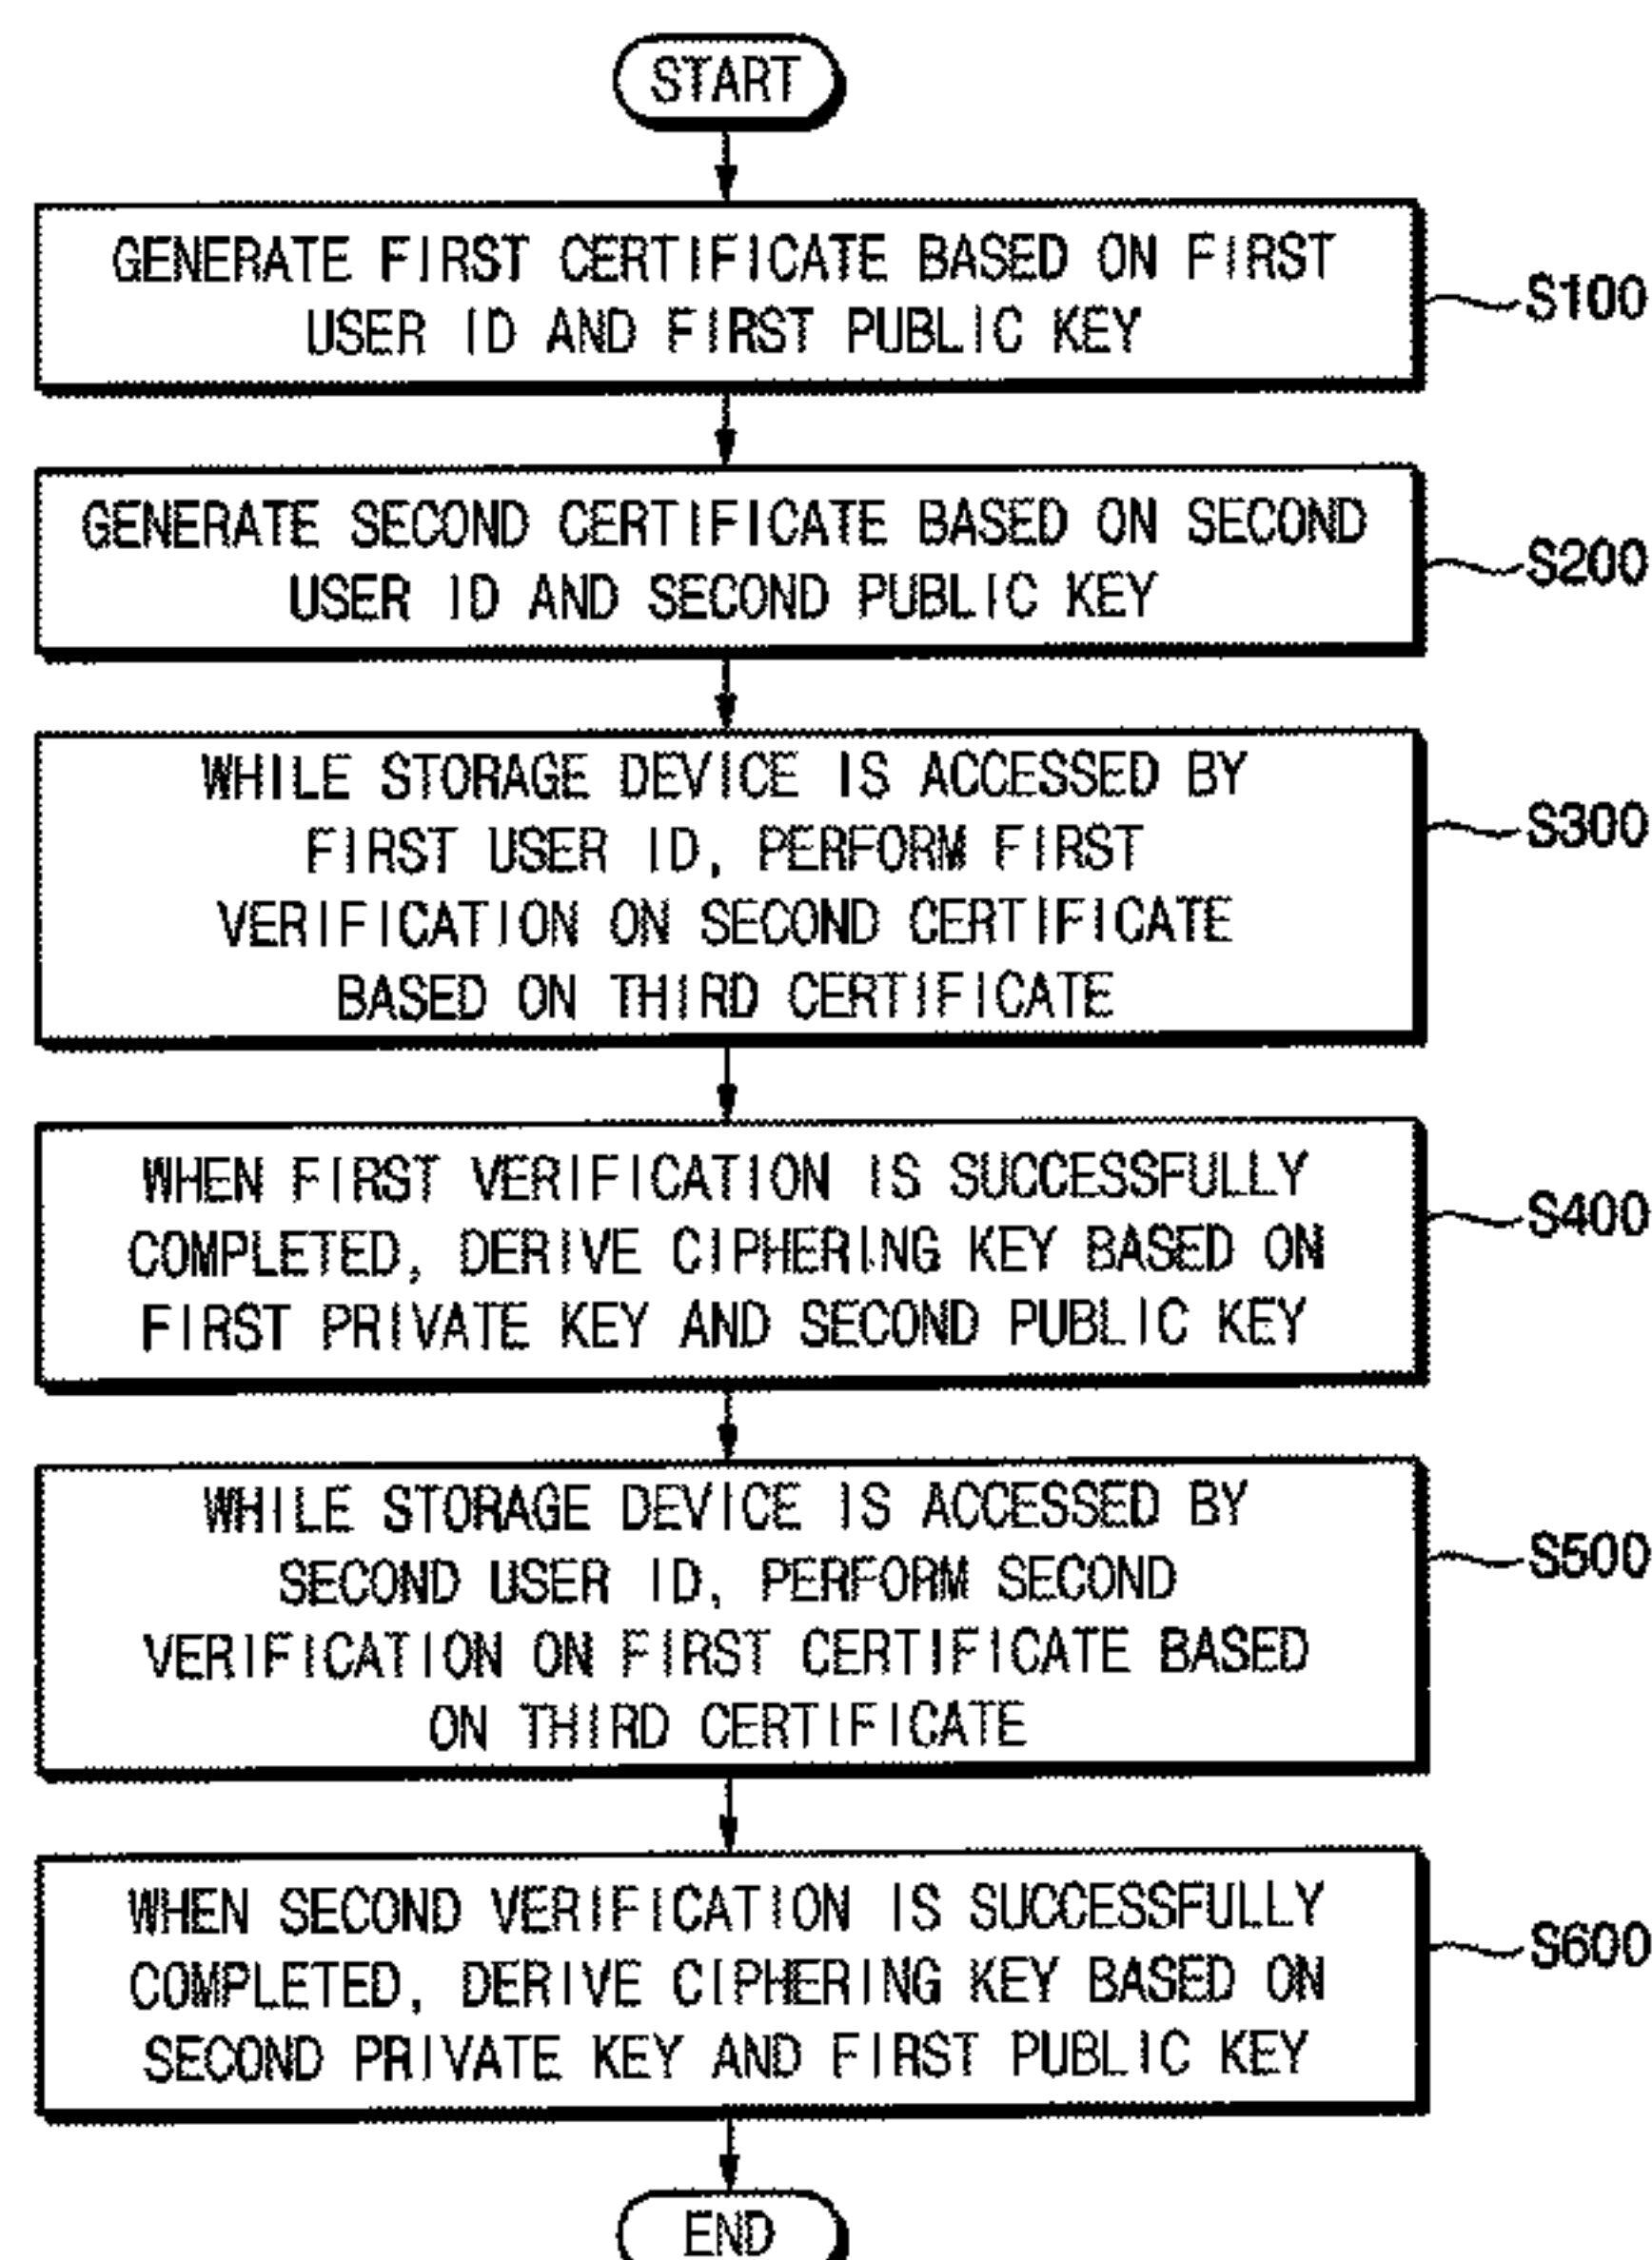 START
GENERATE FIRST CERTIFICATE BASED ON FIRST
USER ID AND FIRST PUBLIC KEY
S100
GENERATE SECOND CERTIFICATE BASED ON SECOND
USER ID AND SECOND PUBLIC KEY
S200
WHILE STORAGE DEVICE IS ACCESSED BY
FIRST USER ID, PERFORM FIRST
VERIFICATION ON SECOND CERTIFICATE
BASED ON THIRD CERTIFICATE
S300
WHEN FIRST VERIFICATION IS SUCCESSFULLY
COMPLETED, DERIVE CIPHERING KEY BASED ON
FIRST PRIVATE KEY AND SECOND PUBLIC KEY
S400
WHILE STORAGE DEVICE IS ACCESSED BY
SECOND USER ID, PERFORM SECOND
VERIFICATION ON FIRST CERTIFICATE BASED
ON THIRD CERTIFICATE
S500
WHEN SECOND VERIFICATION IS SUCCESSFULLY
COMPLETED, DERIVE CIPHERING KEY BASED ON
SECOND PRIVATE KEY AND FIRST PUBLIC KEY
S600
END